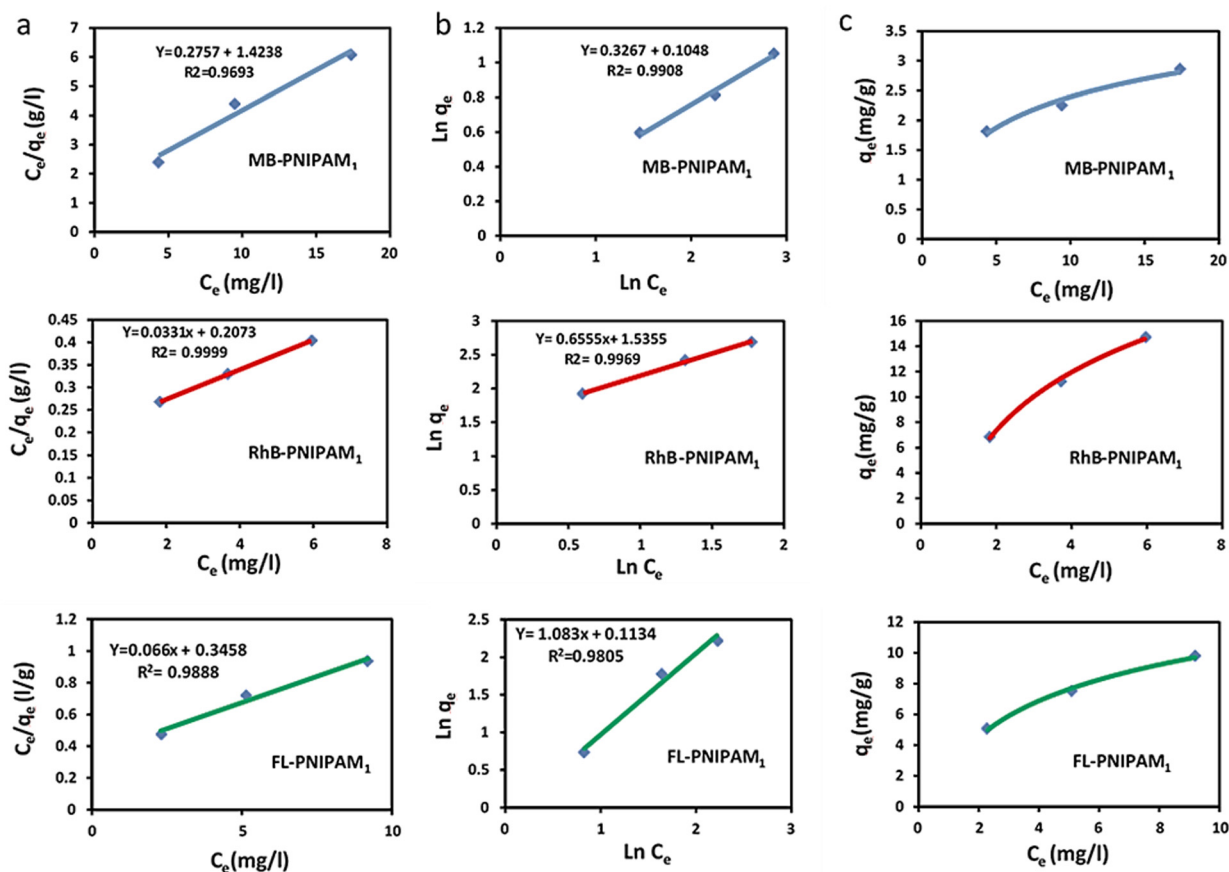 a
Y=0.2757 + 1.4238
R2=0.9693
7
6
5
4
3
2
1
0
Ce/qe (g/l)
MB-PNIPAM1
0 5 10 15 20
Ce (mg/l)
b
Y= 0.3267 + 0.1048
R2= 0.9908
1.2
1
0.8
0.6
0.4
0.2
0
Ln qe
MB-PNIPAM1
0 1 2 3
Ln Ce
c
3.5
3
2.5
2
1.5
1
0.5
0
qe(mg/g)
MB-PNIPAM1
0 5 10 15 20
Ce (mg/l)
Y=0.0331x + 0.2073
R2= 0.9999
0.45
0.4
0.35
0.3
0.25
0.2
0.15
0.1
0.05
0
Ce/qe (g/l)
RhB-PNIPAM1
0 2 4 6 8
Ce (mg/l)
Y= 0.6555x+ 1.5355
R2= 0.9969
3
2.5
2
1.5
1
0.5
0
Ln qe
RhB-PNIPAM1
0 0.5 1 1.5 2
Ln Ce
16
14
12
10
8
6
4
2
0
qe(mg/g)
RhB-PNIPAM1
0 2 4 6 8
Ce (mg/l)
Y=0.066x + 0.3458
R²= 0.9888
1.2
1
0.8
0.6
0.4
0.2
0
Ce/qe (l/g)
FL-PNIPAM1
0 5 10
Ce(mg/l)
Y= 1.083x + 0.1134
R²=0.9805
2.5
2
1.5
1
0.5
0
Ln qe
FL-PNIPAM1
0 1 2 3
Ln Ce
12
10
8
6
4
2
0
qe(mg/g)
FL-PNIPAM1
0 2 4 6 8 10
Ce (mg/l)